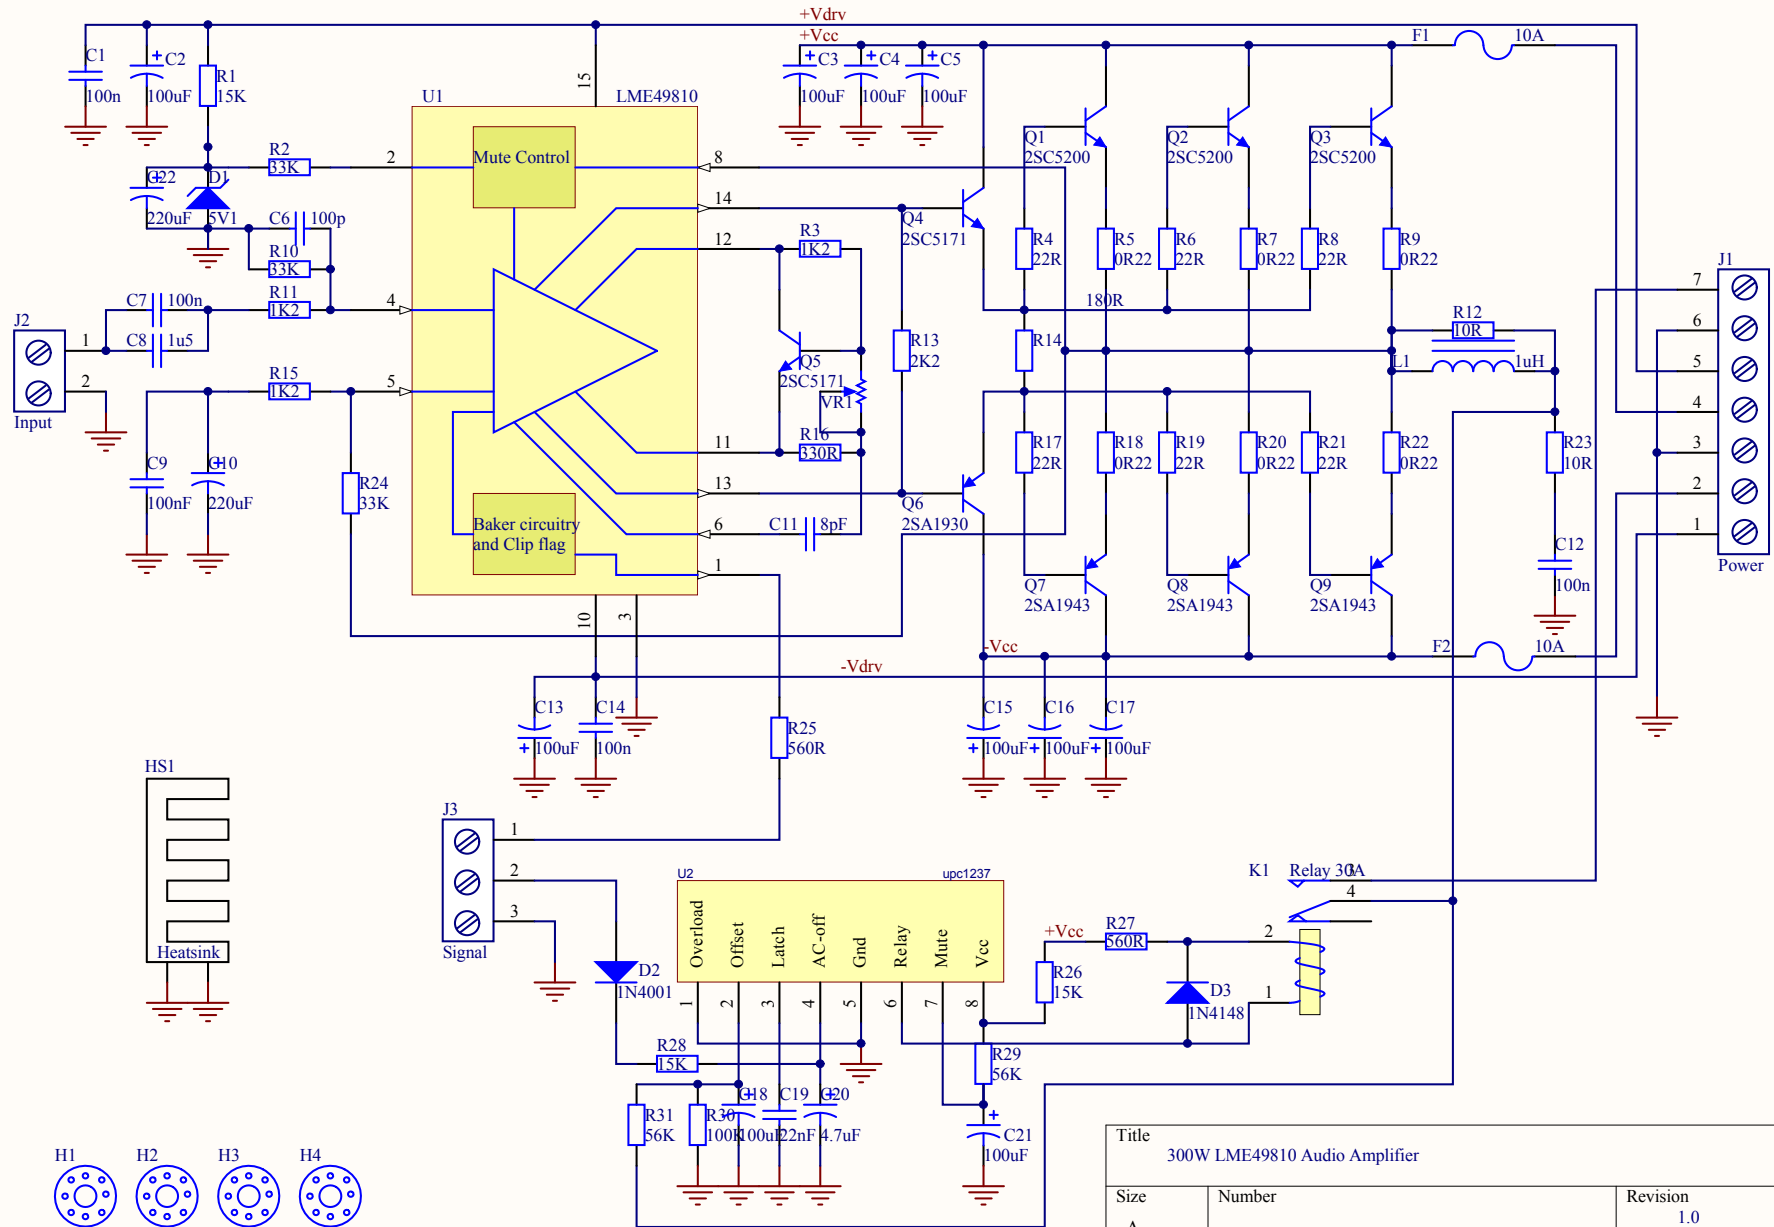 +Vdrv
+Vcc
F1
10A
C1
100n
C2
100uF
R1
15K
15
U1
LME49810
C3
100uF
C4
100uF
C5
100uF
Q1
2SC5200
Q2
2SC5200
Q3
2SC5200
R2
33K
2
Mute Control
8
C22
220uF
D1
5V1
14
Q4
2SC5171
C6
100p
12
R3
1K2
R4
22R
R5
0R22
R6
22R
R7
0R22
R8
22R
R9
0R22
R10
33K
J1
7
6
5
4
3
2
1
Power
C7
100n
R11
1K2
4
180R
R12
10R
J2
1
2
Input
C8
1u5
R13
2K2
R14
Q5
2SC5171
VR1
L1
1uH
R15
1K2
5
R16
330R
11
R17
22R
R18
0R22
R19
22R
R20
0R22
R21
22R
R22
0R22
R23
10R
C9
100nF
C10
220uF
R24
33K
13
Q6
2SA1930
Baker circuitry
and Clip flag
6
C11
8pF
1
C12
100n
Q7
2SA1943
Q8
2SA1943
Q9
2SA1943
10
3
-Vcc
F2
10A
-Vdrv
C13
100uF
C14
100n
R25
560R
C15
100uF
C16
100uF
C17
100uF
HS1
Heatsink
J3
1
2
3
Signal
U2
upc1237
Overload
Offset
Latch
AC-off
Gnd
Relay
Mute
Vcc
1
2
3
4
5
6
7
8
K1
Relay 30A
3
4
2
1
+Vcc
R27
560R
R26
15K
D2
1N4001
D3
1N4148
R28
15K
R29
56K
R31
56K
R30
100K
C18
100uF
C19
22nF
C20
4.7uF
C21
100uF
H1
H2
H3
H4
Title
300W LME49810 Audio Amplifier
Size
A
Number
Revision
1.0